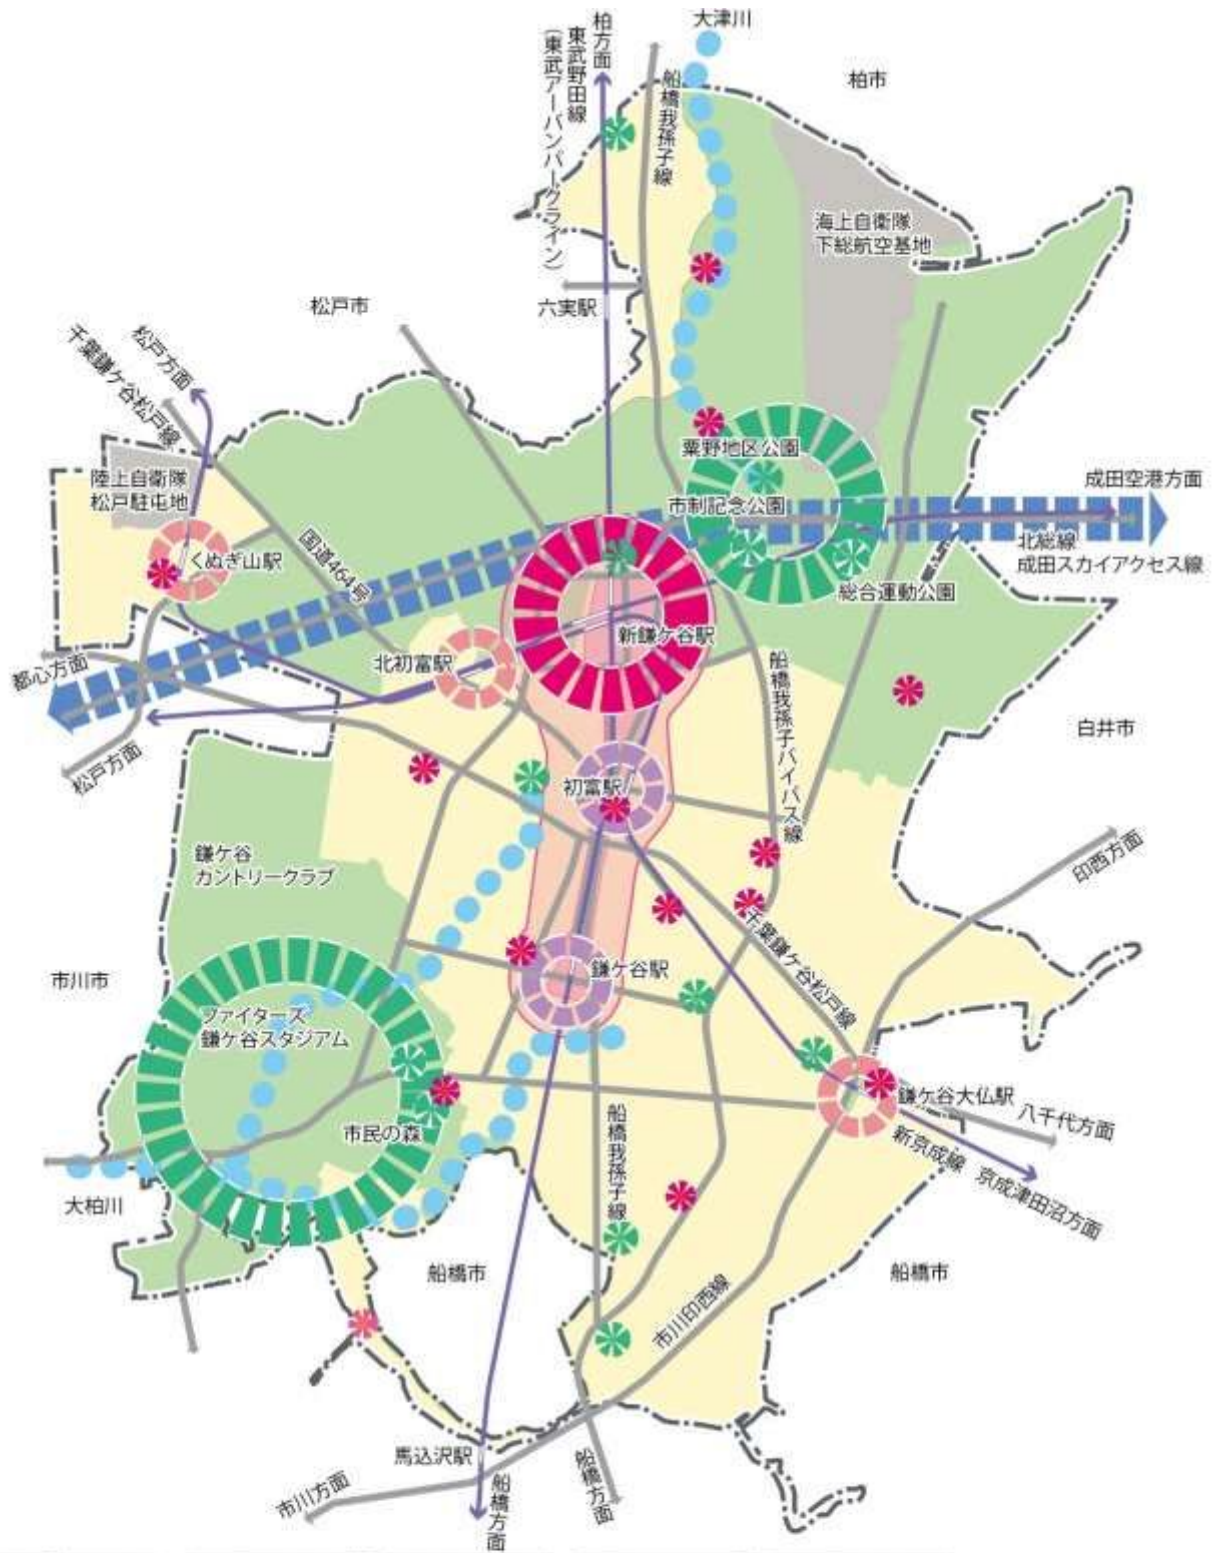 大津川
柏方面
東武野田線
（東武アーバンパークライン）
船橋我孫子線
柏市
海上自衛隊
下総航空基地
松戸市
六実駅
松戸方面
千葉鎌ケ谷松戸線
粟野地区公園
陸上自衛隊
松戸駐屯地
成田空港方面
市制記念公園
国道464号
くぬぎ山駅
北総線
成田スカイアクセス線
総合運動公園
新鎌ケ谷駅
北初富駅
都心方面
船橋我孫子バイパス線
白井市
松戸方面
初富駅
鎌ケ谷
カントリークラブ
印西方面
千葉鎌ケ谷松戸線
鎌ケ谷駅
市川市
ファイターズ
鎌ケ谷スタジアム
鎌ケ谷大仏駅
八千代方面
市民の森
船橋我孫子線
新京成線
京成津田沼方面
大柏川
船橋市
船橋市
市川印西線
馬込沢駅
市川方面
船橋方面
船橋方面